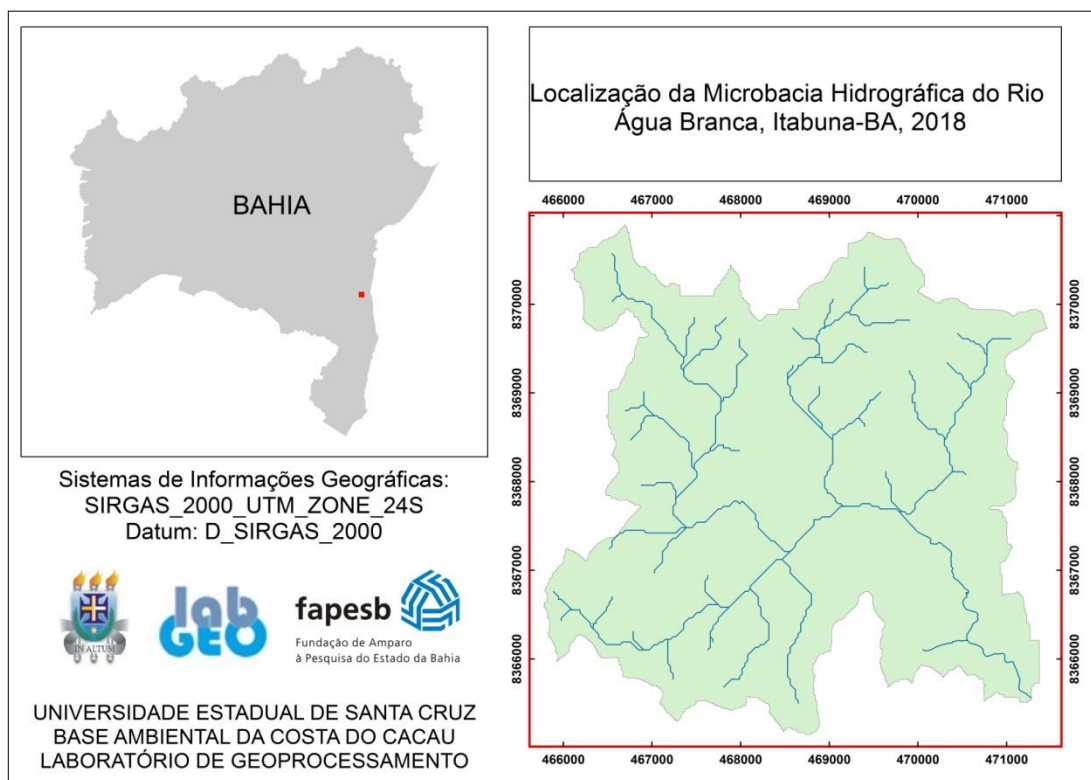 BAHIA
Localização da Microbacia Hidrográfica do Rio
Água Branca, Itabuna-BA, 2018
466000 467000 468000 469000 470000 471000
8370000 8370000
8369000 8369000
8368000 8368000
8367000 8367000
8366000 8366000
466000 467000 468000 469000 470000 471000
Sistemas de Informações Geográficas:
SIRGAS_2000_UTM_ZONE_24S
Datum: D_SIRGAS_2000
IN ALTUM
lab
GEO
fapesb
Fundação de Amparo
à Pesquisa do Estado da Bahia
UNIVERSIDADE ESTADUAL DE SANTA CRUZ
BASE AMBIENTAL DA COSTA DO CACAU
LABORATÓRIO DE GEOPROCESSAMENTO